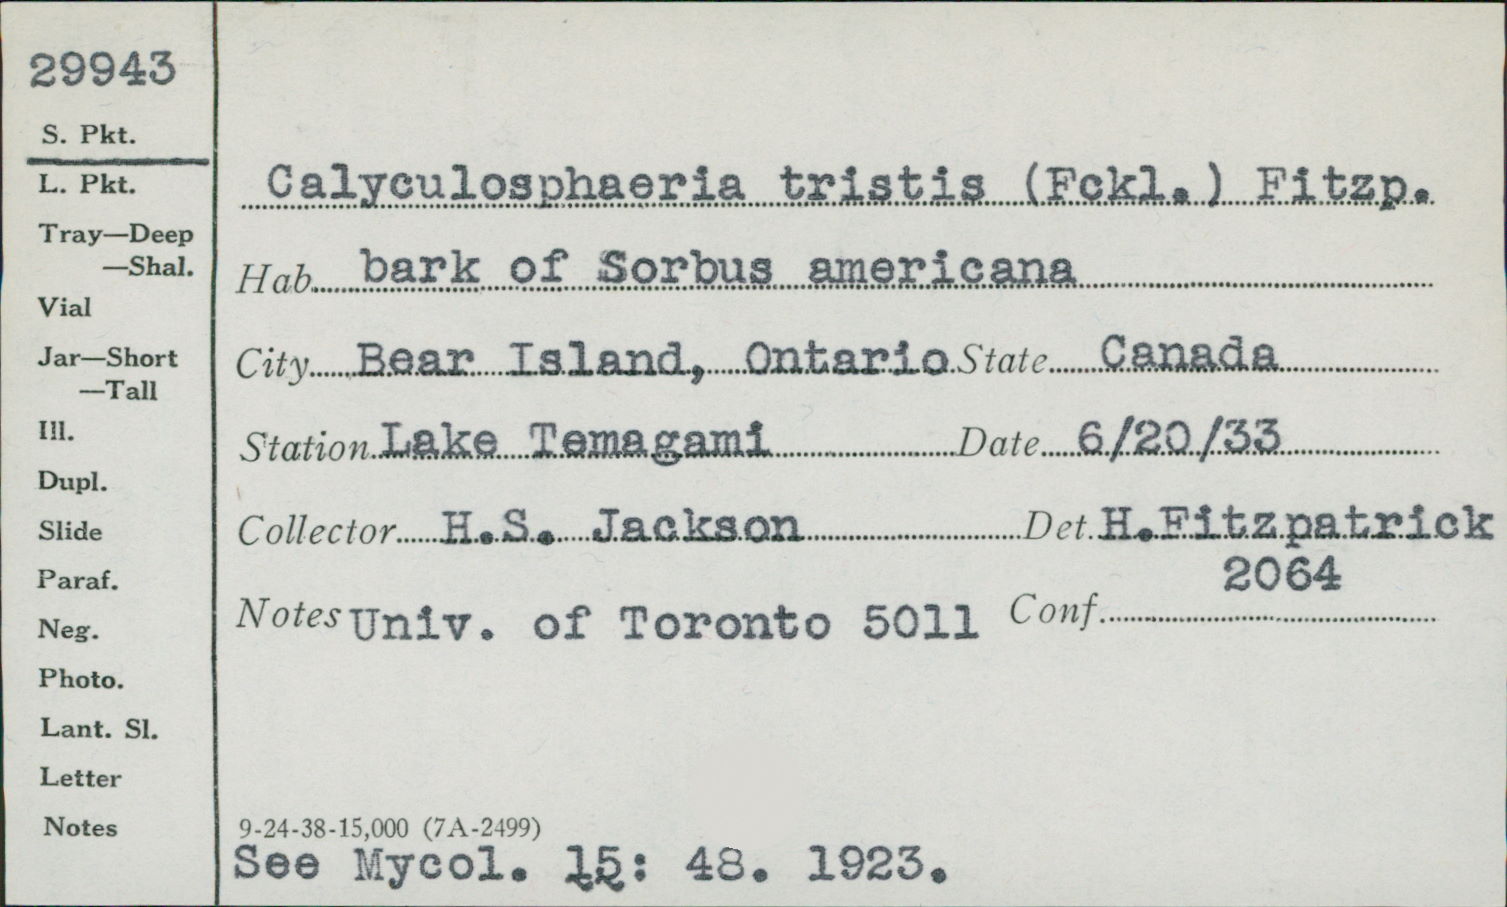 29943
S. Pkt.
L. Pkt.
Tray—Deep
—Shal.
Vial
Jar—Short
—Tall
Ill.
Dupl.
Slide
Paraf.
Neg.
Photo.
Lant. Sl.
Letter
Notes
Calyculosphaeria tristis (Fckl.) Fitzp.
Hab. bark of Sorbus americana
City Bear Island, Ontario State Canada
Station Lake Temagami Date 6/20/33
Collector H.S. Jackson Det. H.Fitzpatrick
2064
Notes Univ. of Toronto 5011 Conf.
9-24-38-15,000 (7A-2499)
See Mycol. 15: 48. 1923.